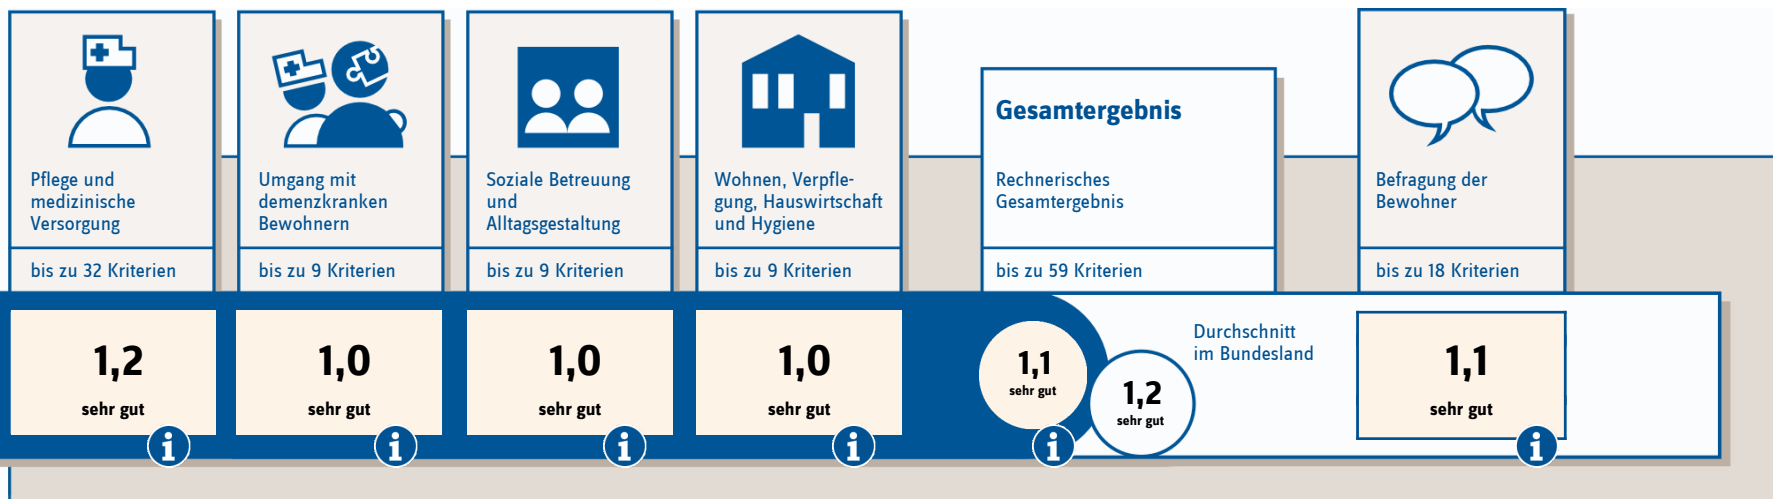 Pflege und
medizinische
Versorgung
bis zu 32 Kriterien
1,2
sehr gut
Umgang mit
demenzkranken
Bewohnern
bis zu 9 Kriterien
1,0
sehr gut
Soziale Betreuung
und
Alltagsgestaltung
bis zu 9 Kriterien
1,0
sehr gut
Wohnen, Verpfle-
gung, Hauswirtschaft
und Hygiene
bis zu 9 Kriterien
1,0
sehr gut
Gesamtergebnis
Rechnerisches
Gesamtergebnis
bis zu 59 Kriterien
1,1
sehr gut
1,2
sehr gut
Durchschnitt
im Bundesland
Befragung der
Bewohner
bis zu 18 Kriterien
1,1
sehr gut